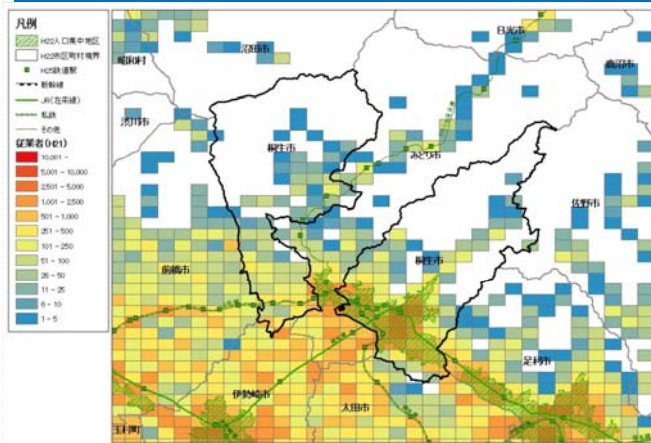 凡例
H22人口集中地区
H22市区町村境界
H25鉄道駅
新幹線
JR(在来線)
私鉄
その他
従業者(H21)
10,001 -
5,001 - 10,000
2,501 - 5,000
1,001 - 2,500
501 - 1,000
251 - 500
101 - 250
51 - 100
26 - 50
11 - 25
6 - 10
1 - 5
日光市
沼田市
昭和村
鹿沼市
渋川市
桐生市
みどり市
佐野市
桐生市
前橋市
足利市
伊勢崎市
太田市
玉村町